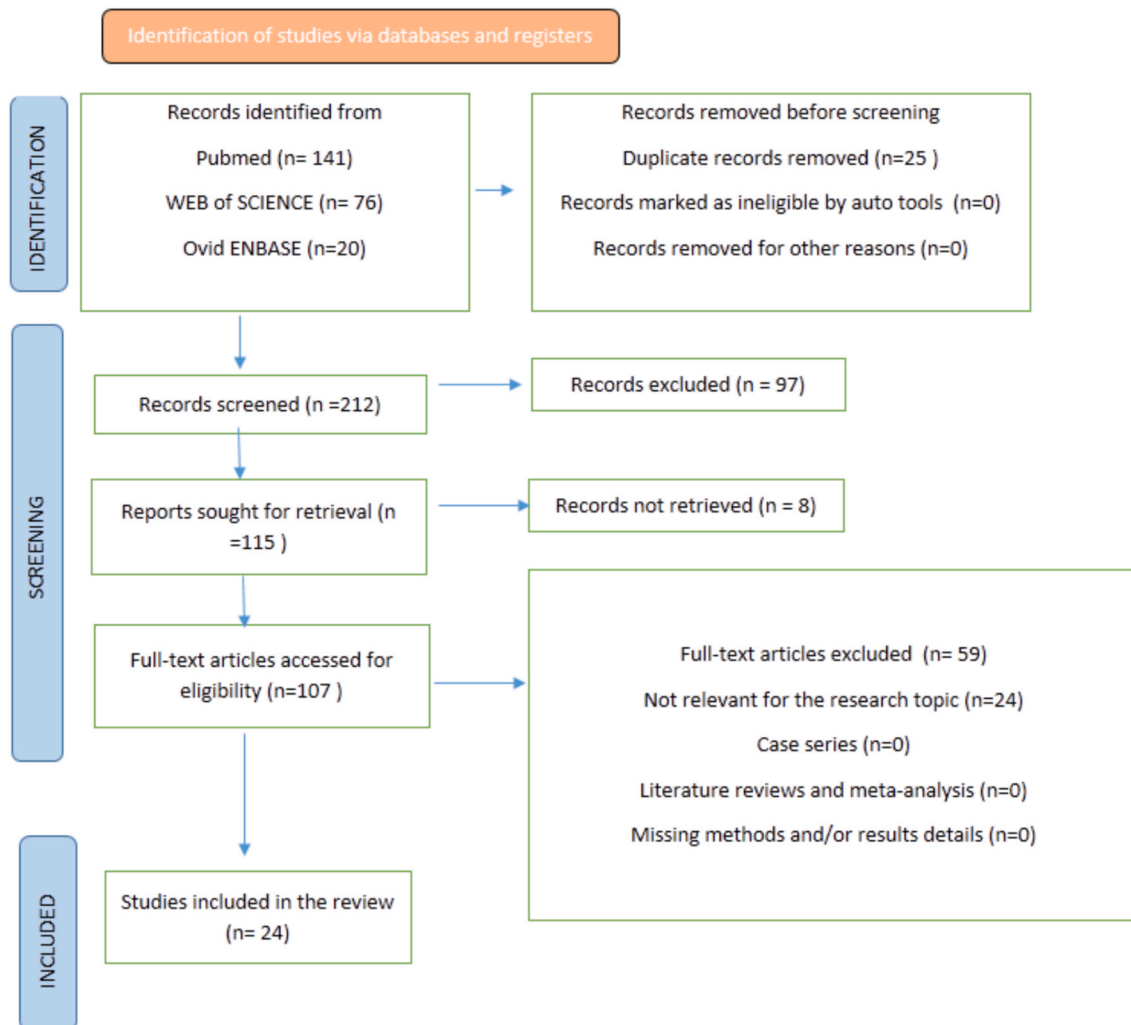 Identification of studies via databases and registers
IDENTIFICATION
Records identified from
Pubmed (n= 141)
WEB of SCIENCE (n= 76)
Ovid ENBASE (n=20)
Records removed before screening
Duplicate records removed (n=25 )
Records marked as ineligible by auto tools (n=0)
Records removed for other reasons (n=0)
SCREENING
Records screened (n =212)
Records excluded (n = 97)
Reports sought for retrieval (n
=115 )
Records not retrieved (n = 8)
Full-text articles accessed for
eligibility (n=107 )
Full-text articles excluded (n= 59)
Not relevant for the research topic (n=24)
Case series (n=0)
Literature reviews and meta-analysis (n=0)
Missing methods and/or results details (n=0)
INCLUDED
Studies included in the review
(n= 24)